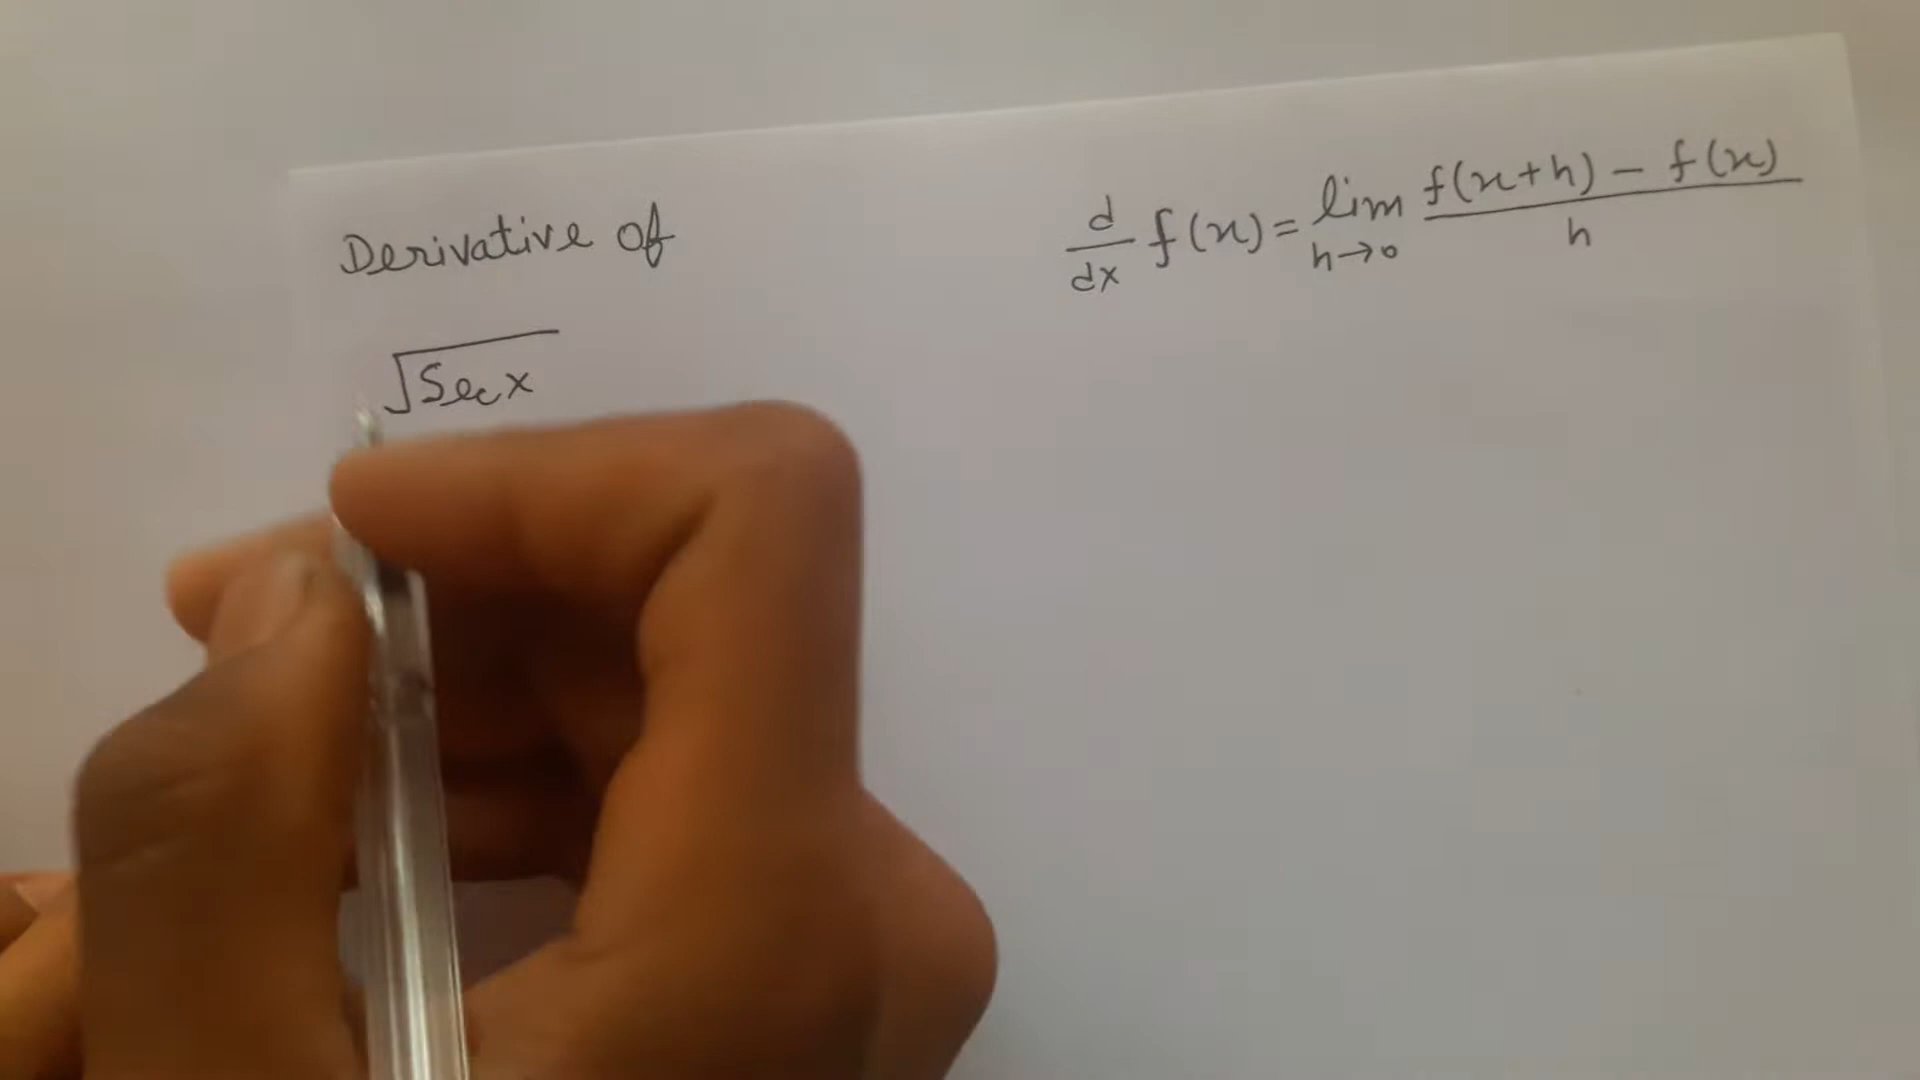 Derivative of
√Sec x
d/dx f(x) = lim h→0 f(x+h) - f(x) / h